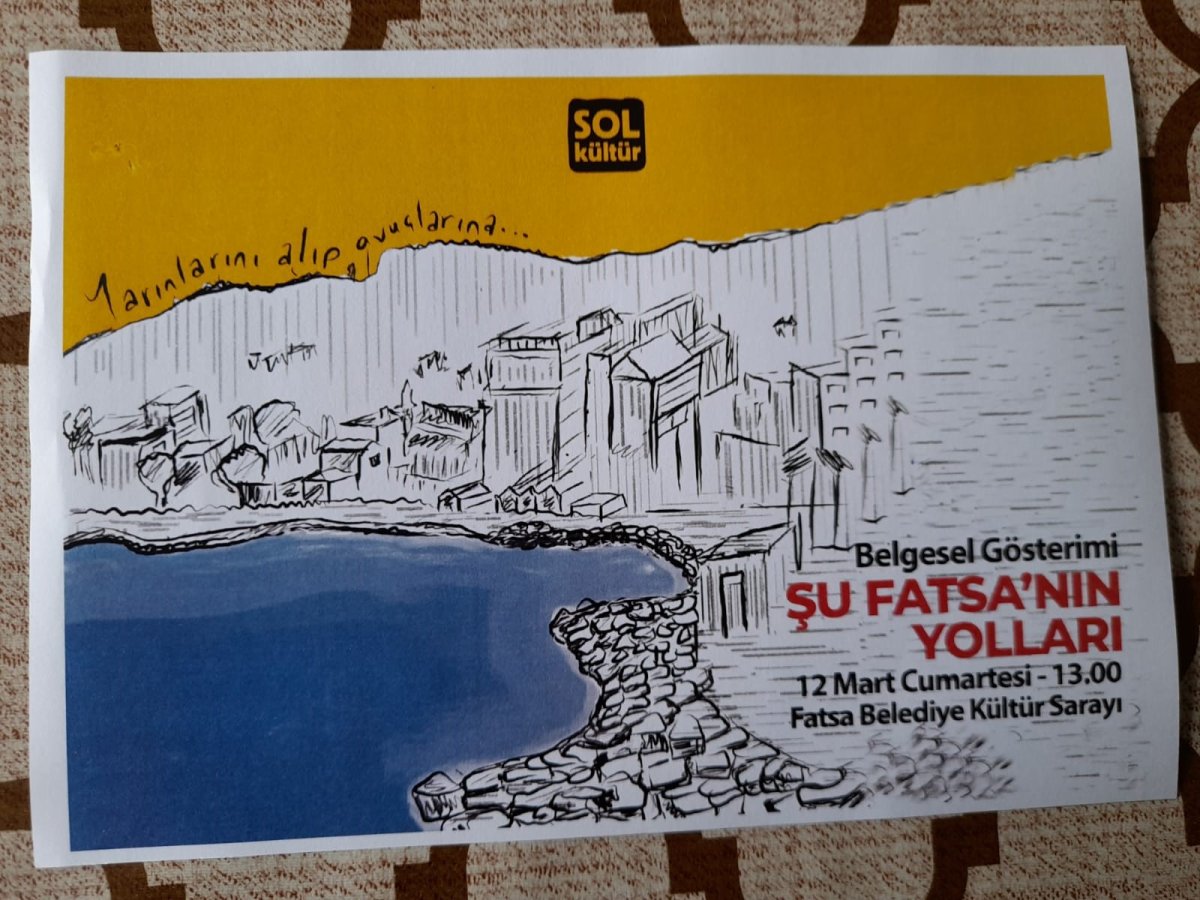 SOL
kültür
Yarınlarını alıp avuçlarına...
Belgesel Gösterimi
ŞU FATSA'NIN
YOLLARI
12 Mart Cumartesi - 13.00
Fatsa Belediye Kültür Sarayı